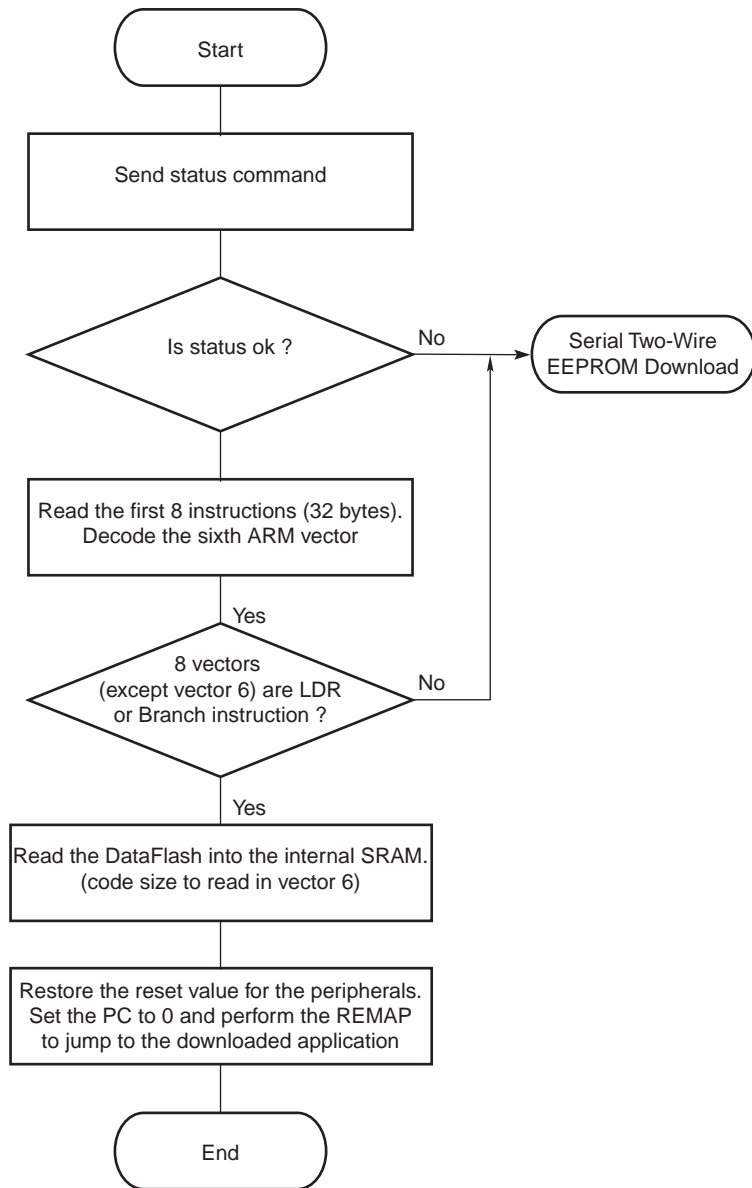 Start
Send status command
Is status ok ?
No
Serial Two-Wire
EEPROM Download
Read the first 8 instructions (32 bytes).
Decode the sixth ARM vector
Yes
8 vectors
(except vector 6) are LDR
or Branch instruction ?
No
Yes
Read the DataFlash into the internal SRAM.
(code size to read in vector 6)
Restore the reset value for the peripherals.
Set the PC to 0 and perform the REMAP
to jump to the downloaded application
End